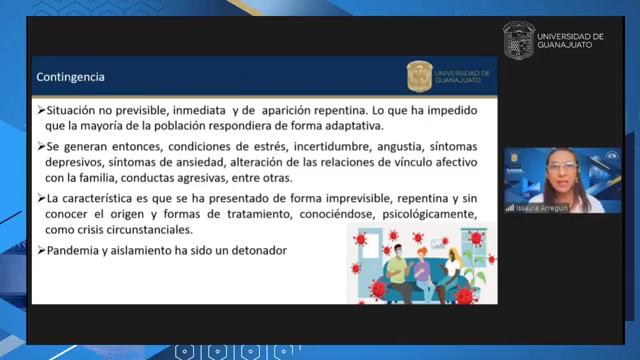 UNIVERSIDAD DE
GUANAJUATO
Contingencia
UNIVERSIDAD DE
GUANAJUATO
➢Situación no previsible, inmediata y de aparición repentina. Lo que ha impedido
que la mayoría de la población respondiera de forma adaptativa.
➢Se generan entonces, condiciones de estrés, incertidumbre, angustia, síntomas
depresivos, síntomas de ansiedad, alteración de las relaciones de vínculo afectivo
con la familia, conductas agresivas, entre otras.
➢La característica es que se ha presentado de forma imprevisible, repentina y sin
conocer el origen y formas de tratamiento, conociéndose, psicológicamente,
como crisis circunstanciales.
➢Pandemia y aislamiento ha sido un detonador
Issaura Arreguin